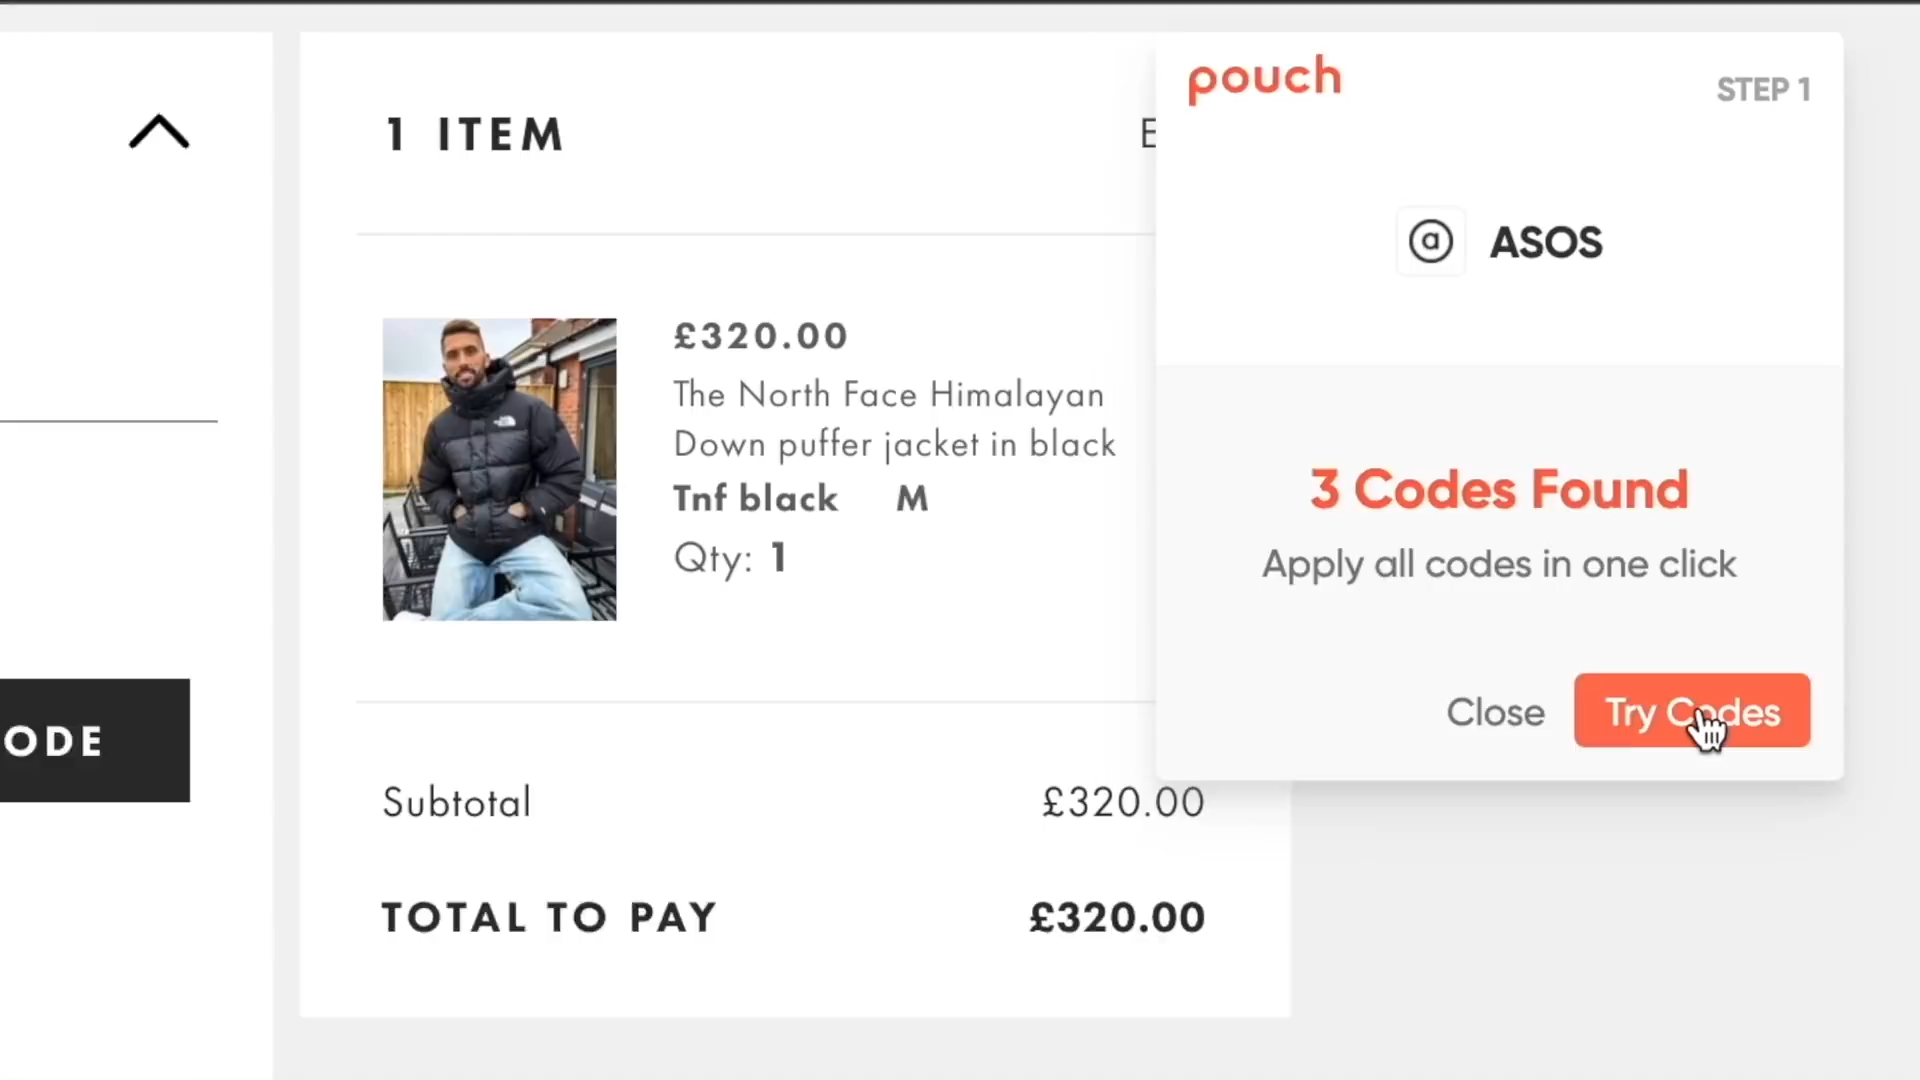 1 ITEM
£320.00
The North Face Himalayan
Down puffer jacket in black
Tnf black M
Qty: 1
Subtotal £320.00
TOTAL TO PAY £320.00
ODE
pouch
STEP 1
@ ASOS
3 Codes Found
Apply all codes in one click
Close Try Codes